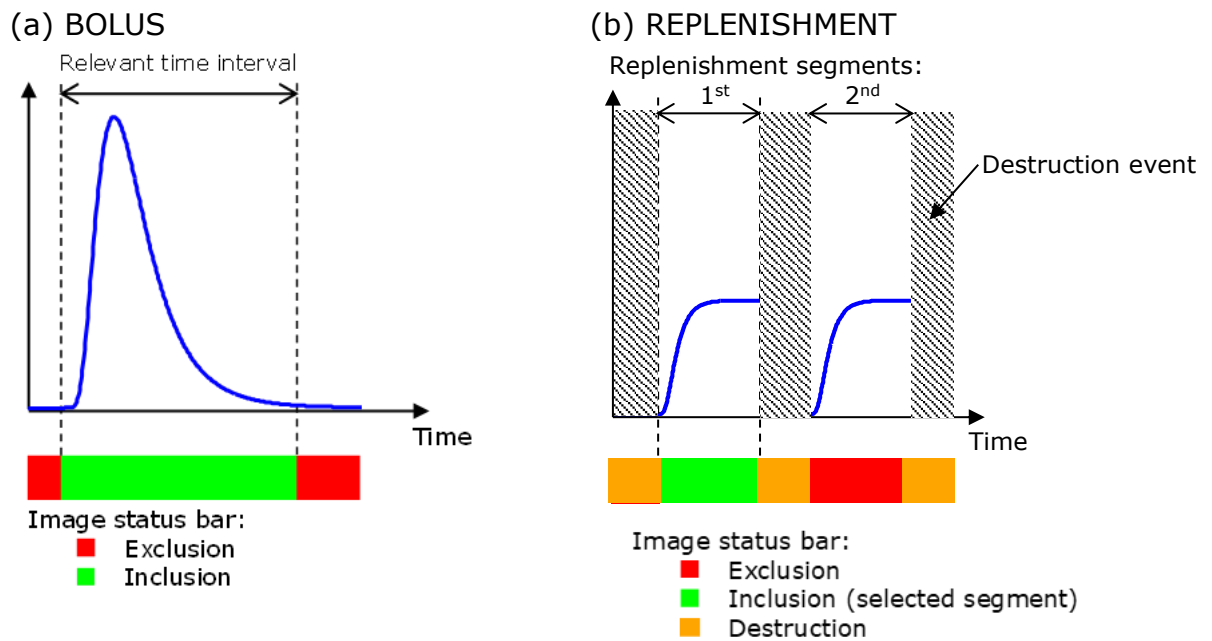 (a) BOLUS
Relevant time interval
Time
Image status bar:
Exclusion
Inclusion
(b) REPLENISHMENT
Replenishment segments:
1st
2nd
Destruction event
Time
Image status bar:
Exclusion
Inclusion (selected segment)
Destruction